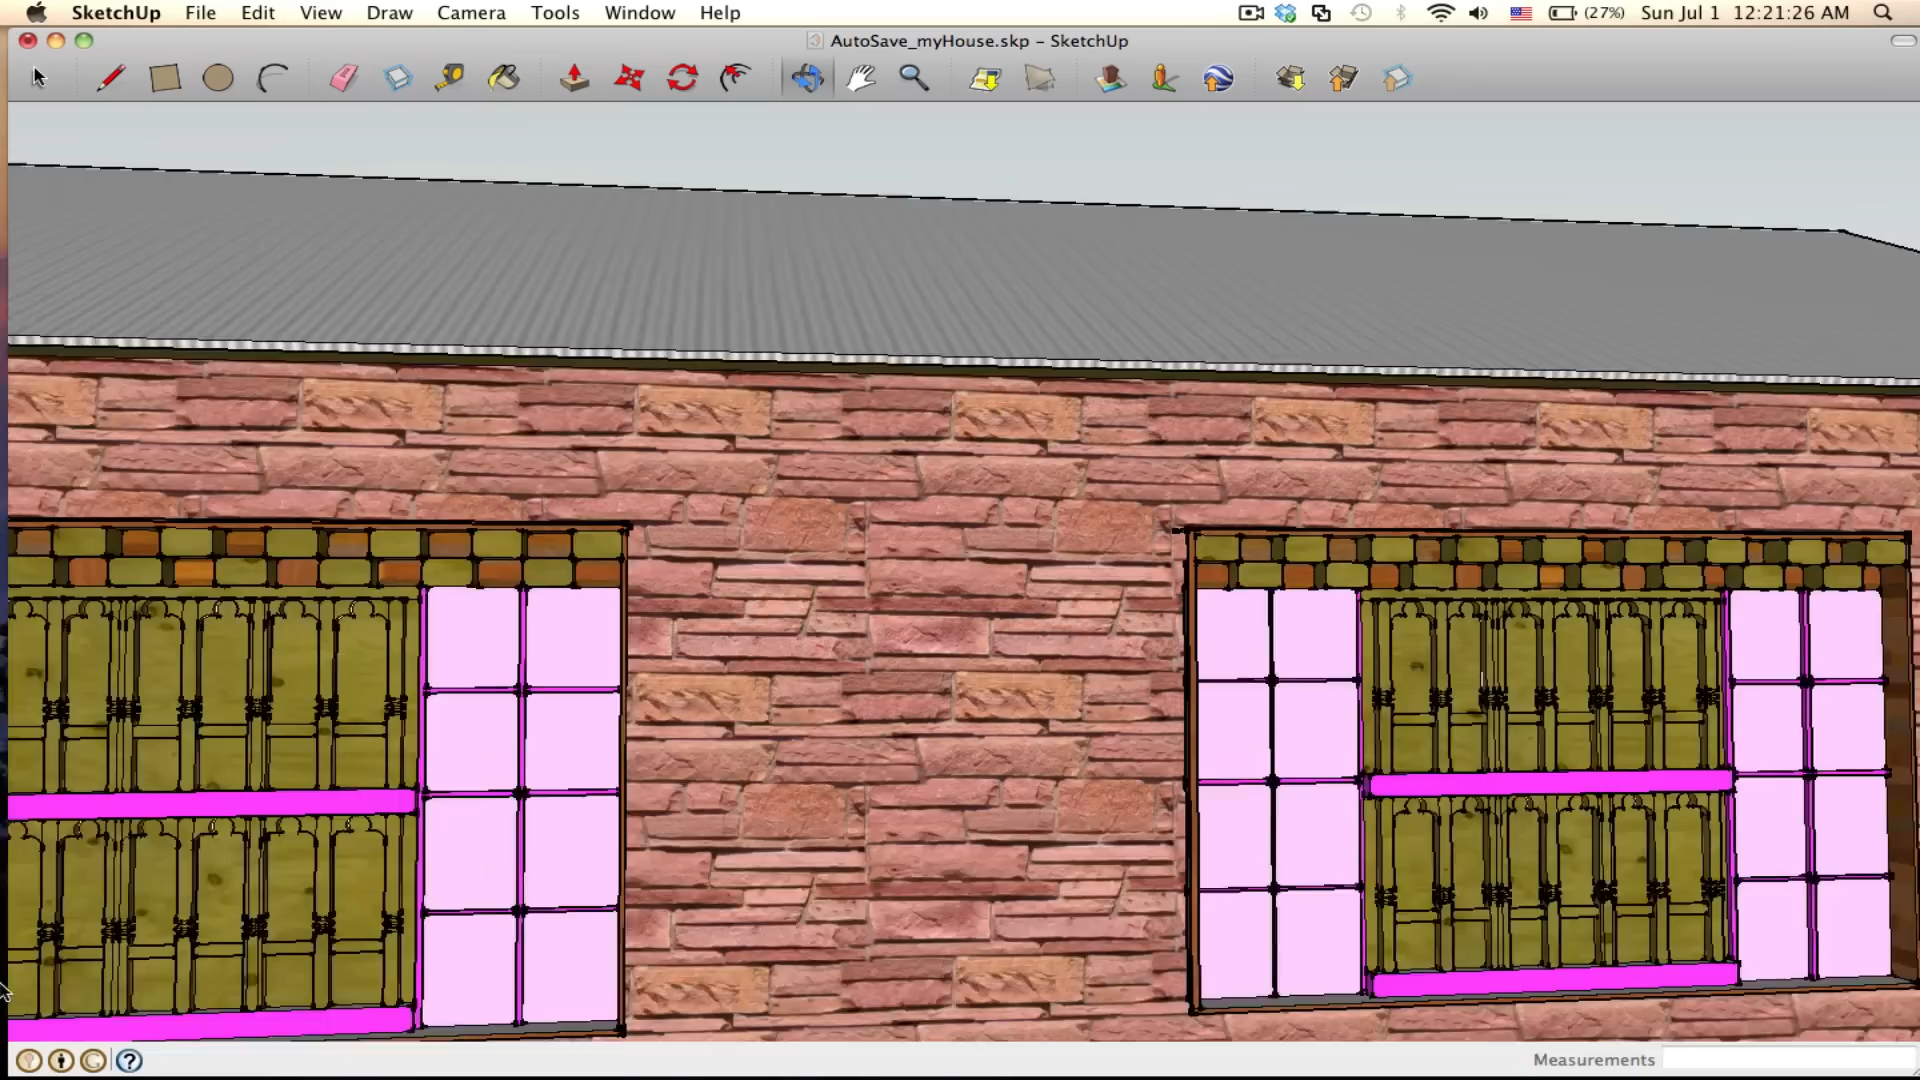 SketchUp File Edit View Draw Camera Tools Window Help (27%) Sun Jul 1 12:21:26 AM
AutoSave_myHouse.skp – SketchUp
Measurements